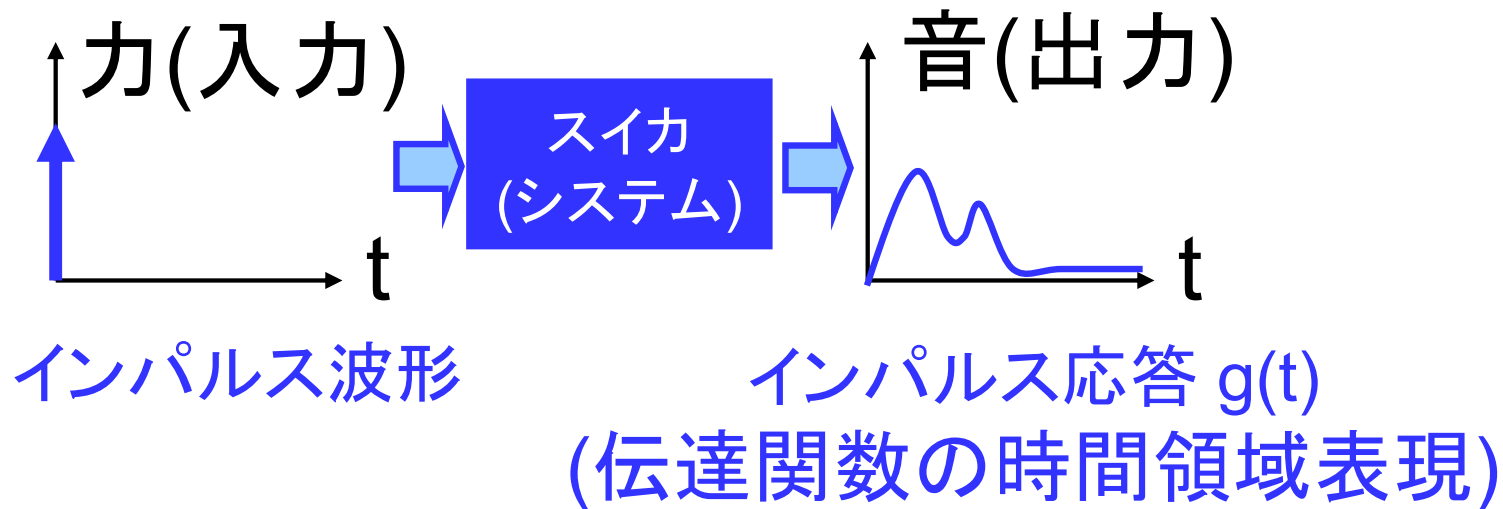 力(入力)
t
インパルス波形
スイカ
(システム)
音(出力)
t
インパルス応答 g(t)
(伝達関数の時間領域表現)